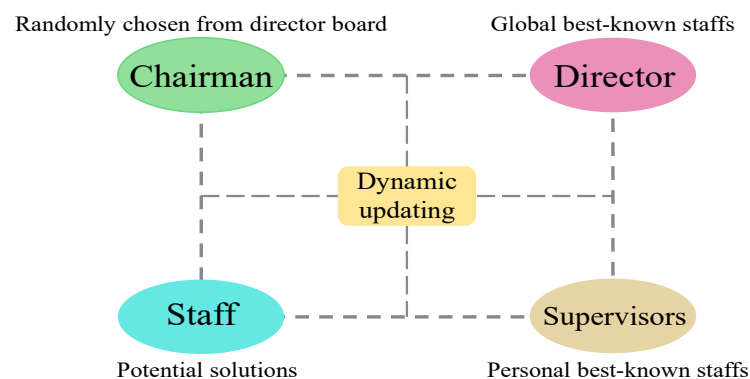 Randomly chosen from director board
Global best-known staffs
Chairman
Director
Dynamic
updating
Staff
Supervisors
Potential solutions
Personal best-known staffs